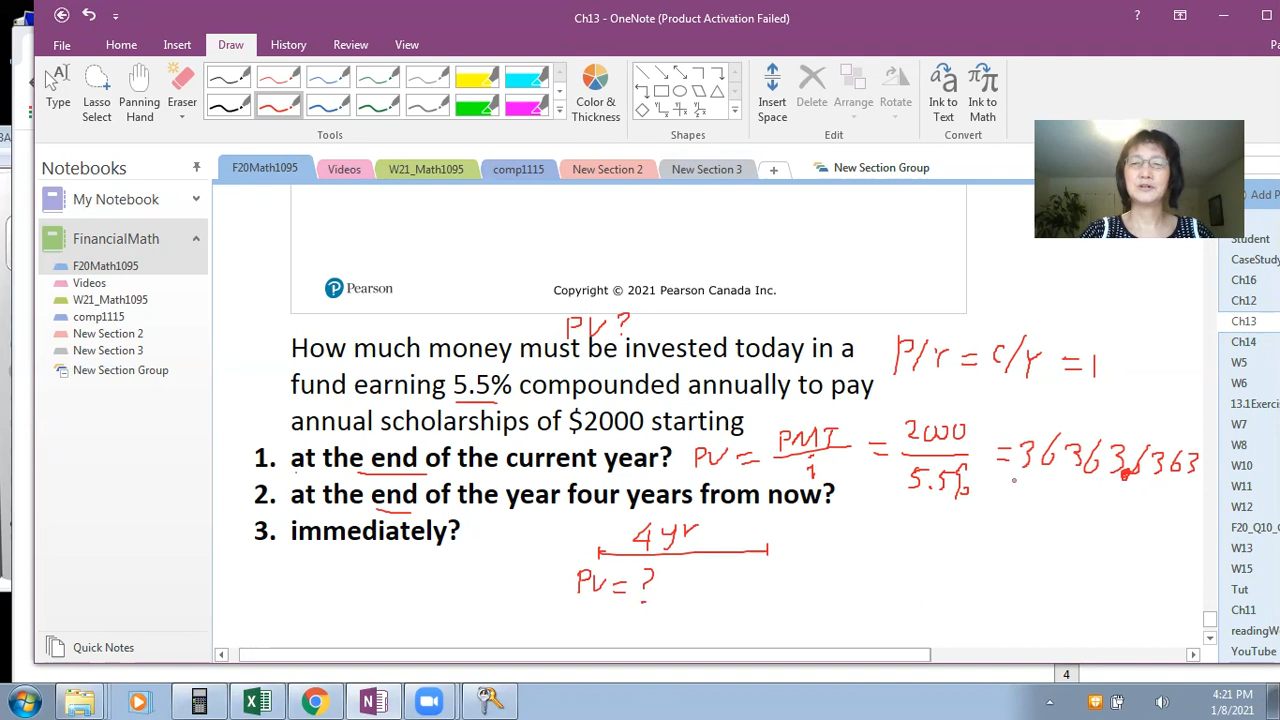 Ch13 - OneNote (Product Activation Failed)
File Home Insert Draw History Review View
Type
Lasso Select
Panning Hand
Eraser
Color & Thickness
Insert Space
Delete
Arrange
Rotate
Ink to Text
Ink to Math
Tools
Shapes
Edit
Convert
Notebooks
F20Math1095
Videos
W21_Math1095
comp1115
New Section 2
New Section 3
New Section Group
My Notebook
FinancialMath
F20Math1095
Videos
W21_Math1095
comp1115
New Section 2
New Section 3
New Section Group
Quick Notes
Pearson
Copyright © 2021 Pearson Canada Inc.
PV?
How much money must be invested today in a
fund earning 5.5% compounded annually to pay
annual scholarships of $2000 starting
1. at the end of the current year?
2. at the end of the year four years from now?
3. immediately?
P/Y = C/Y = 1
PV = PMT / i = 2000 / 5.5% = 36363.6363
4 yr
PV = ?
Add P
Student
CaseStudy
Ch16
Ch12
Ch13
Ch14
W5
W6
13.1Exercis
W7
W8
W10
W11
W12
F20_Q10_C
W13
W15
Tut
Ch11
readingWo
YouTube
4
4:21 PM
1/8/2021